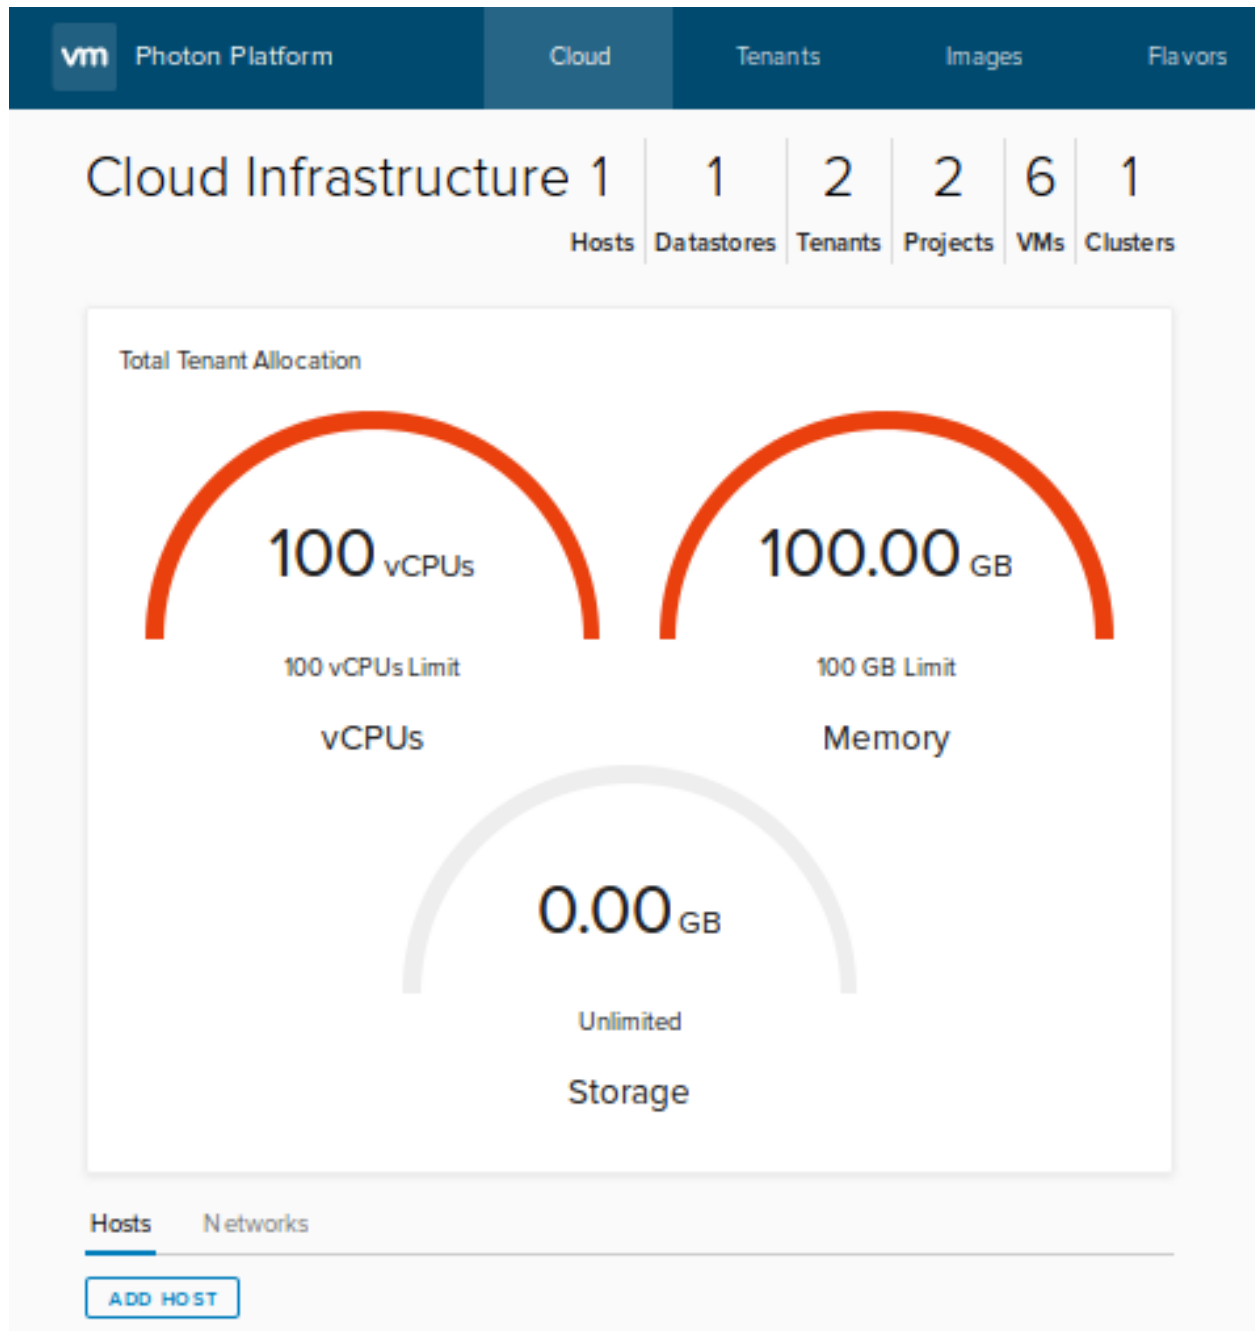 vm Photon Platform Cloud Tenants Images Flavors
Cloud Infrastructure 1 1 2 2 6 1
Hosts Datastores Tenants Projects VMs Clusters
Total Tenant Allocation
100 vCPUs 100.00 GB
100 vCPUs Limit 100 GB Limit
vCPUs Memory
0.00 GB
Unlimited
Storage
Hosts Networks
ADD HOST